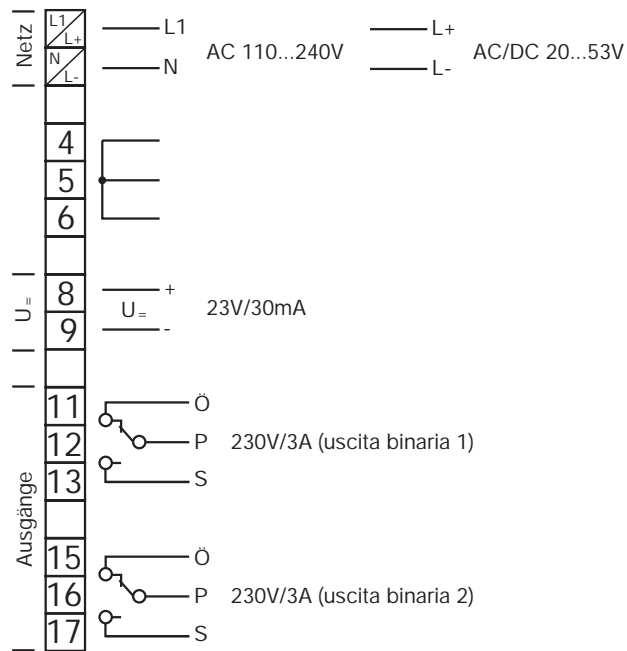 Netz
L1 L+
L1
AC 110...240V
L+
AC/DC 20...53V
N L-
N
L-
4
5
6
U=
8
+
U=
23V/30mA
9
-
Ausgänge
11
Ö
12
P
230V/3A (uscita binaria 1)
13
S
15
Ö
16
P
230V/3A (uscita binaria 2)
17
S